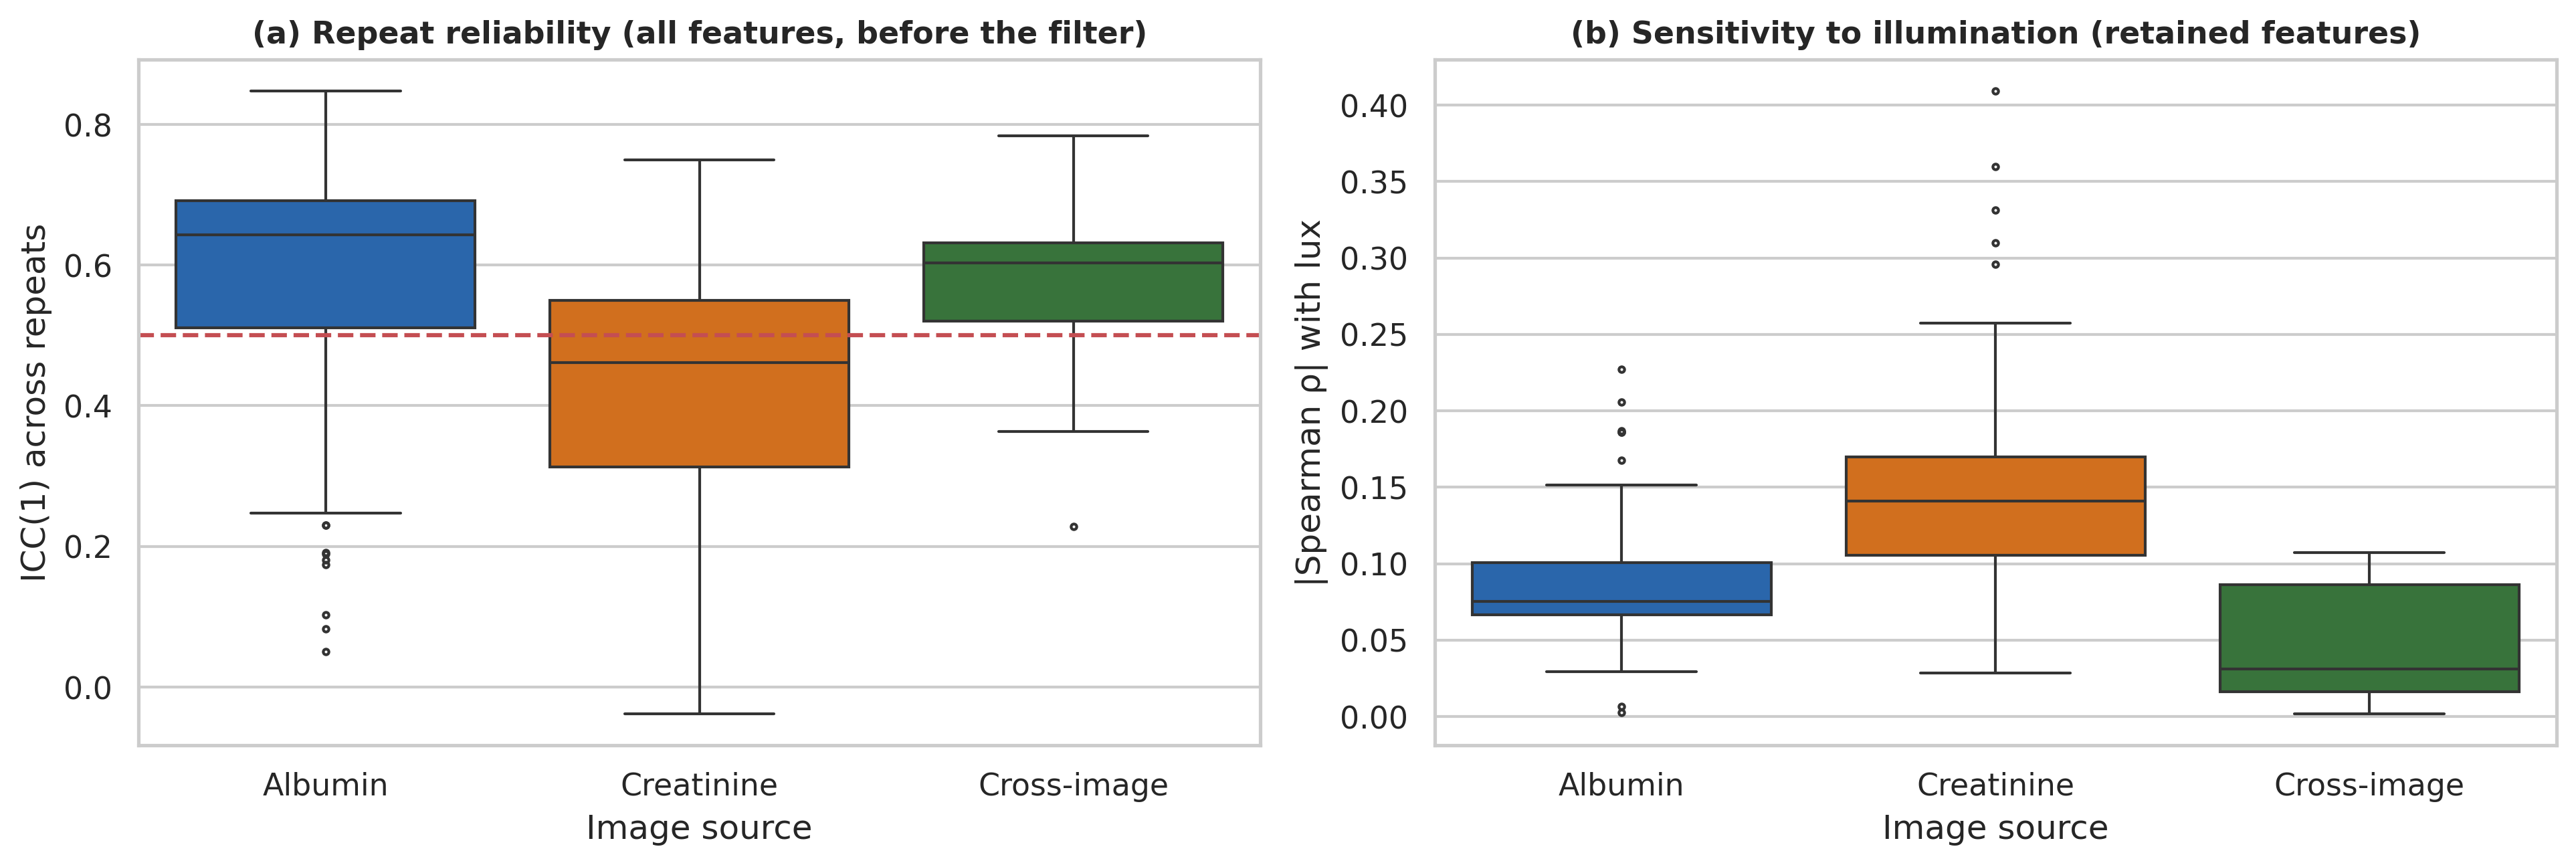 (a) Repeat reliability (all features, before the filter)
ICC(1) across repeats
0.8
0.6
0.4
0.2
0.0
Albumin
Creatinine
Cross-image
Image source
(b) Sensitivity to illumination (retained features)
|Spearman ρ| with lux
0.40
0.35
0.30
0.25
0.20
0.15
0.10
0.05
0.00
Albumin
Creatinine
Cross-image
Image source